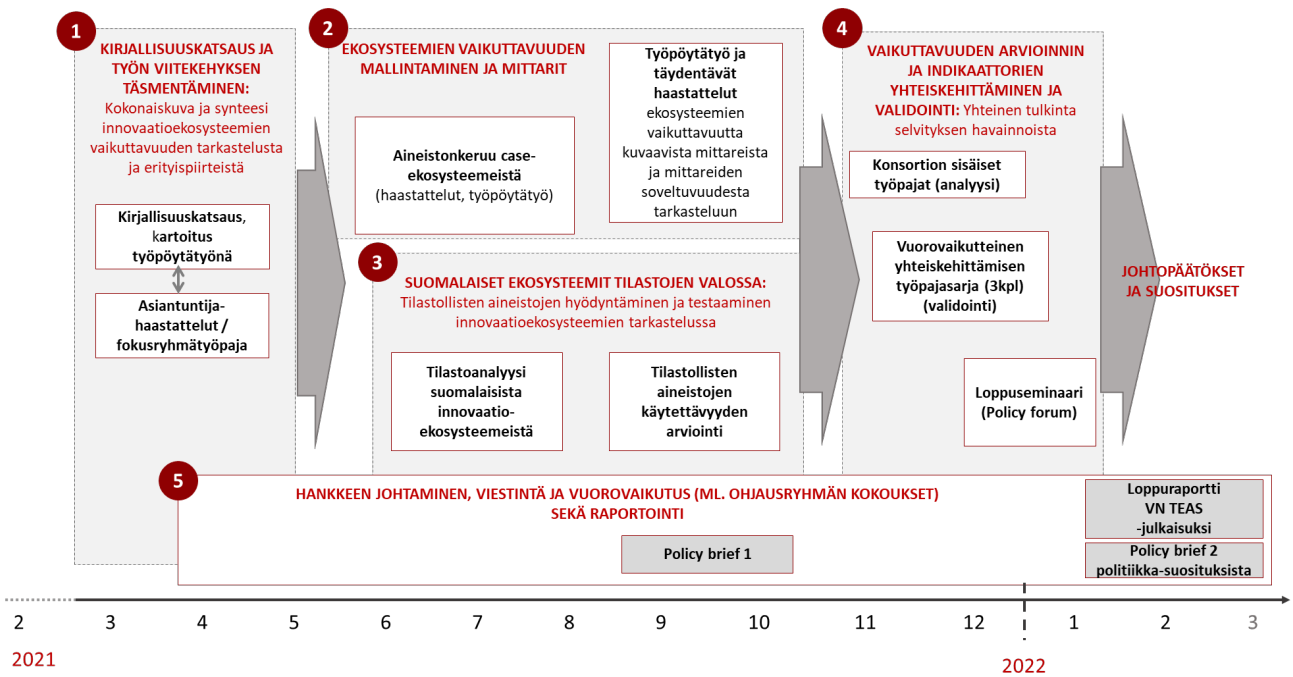 1
KIRJALLISUUSKATSAUS JA
TYÖN VIITEKEHYKSEN
TÄSMENTÄMINEN:
Kokonaiskuva ja synteesi
innovaatioekosysteemien
vaikuttavuuden tarkastelusta
ja erityispiirteistä
Kirjallisuuskatsaus,
kartoitus
työpöytätyönä
Asiantuntija-
haastattelut /
fokusryhmätyöpaja
2
EKOSYSTEEMIEN VAIKUTTAVUUDEN
MALLINTAMINEN JA MITTARIT
Aineistonkeruu case-
ekosysteemeistä
(haastattelut, työpöytätyö)
Työpöytätyö ja
täydentävät
haastattelut
ekosysteemien
vaikuttavuutta
kuvaavista mittareista
ja mittareiden
soveltuvuudesta
tarkasteluun
3
SUOMALAISET EKOSYSTEEMIT TILASTOJEN VALOSSA:
Tilastollisten aineistojen hyödyntäminen ja testaaminen
innovaatioekosysteemien tarkastelussa
Tilastoanalyysi
suomalaisista
innovaatio-
ekosysteemeistä
Tilastollisten
aineistojen
käytettävyyden
arviointi
4
VAIKUTTAVUUDEN ARVIOINNIN
JA INDIKAATTORIEN
YHTEISKEHITTÄMINEN JA
VALIDOINTI: Yhteinen tulkinta
selvityksen havainnoista
Konsortion sisäiset
työpajat (analyysi)
Vuorovaikutteinen
yhteiskehittämisen
työpajasarja (3kpl)
(validointi)
Loppuseminaari
(Policy forum)
JOHTOPÄÄTÖKSET
JA SUOSITUKSET
5
HANKKEEN JOHTAMINEN, VIESTINTÄ JA VUOROVAIKUTUS (ML. OHJAUSRYHMÄN KOKOUKSET)
SEKÄ RAPORTOINTI
Policy brief 1
Loppuraportti
VN TEAS
-julkaisuksi
Policy brief 2
politiikka-suosituksista
2 3 4 5 6 7 8 9 10 11 12 1 2 3
2021 2022